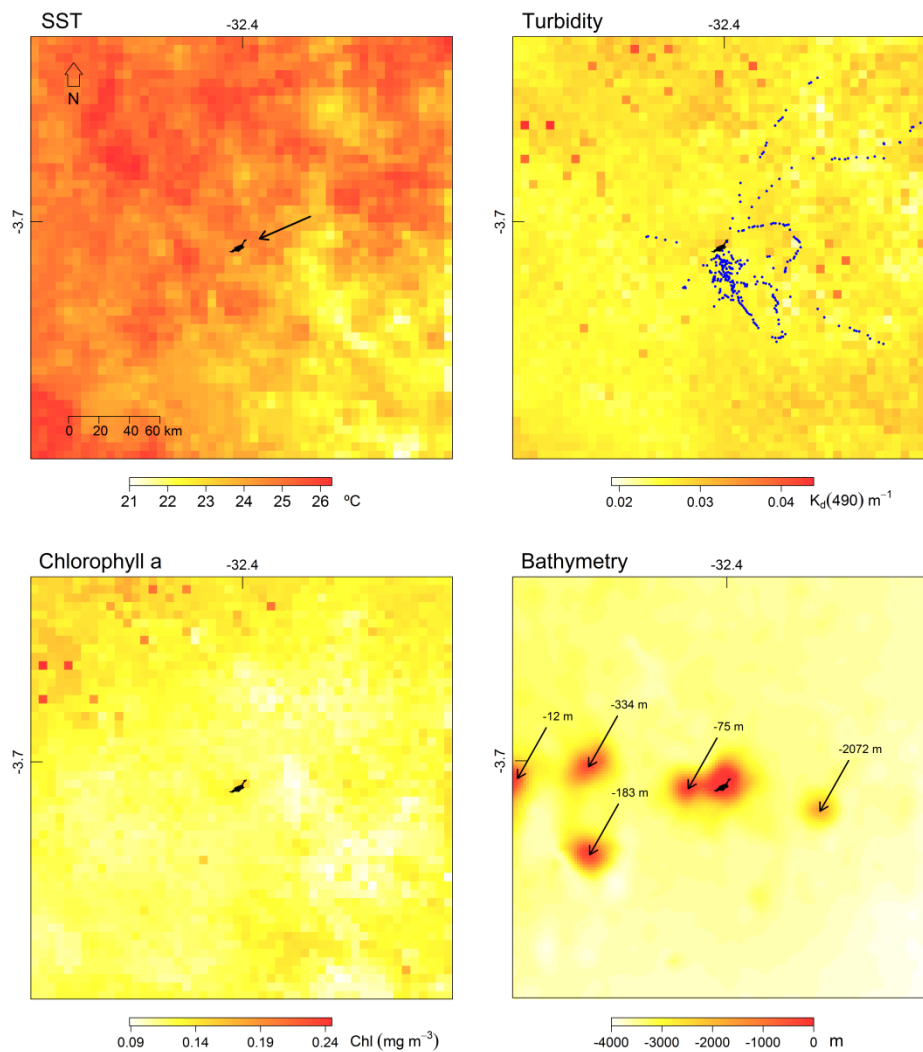 SST
-32.4
N
-3.7
0 20 40 60 km
21 22 23 24 25 26 ºC
Turbidity
-32.4
-3.7
0.02 0.03 0.04 Kd(490) m⁻¹
Chlorophyll a
-32.4
-3.7
0.09 0.14 0.19 0.24 Chl (mg m⁻³)
Bathymetry
-32.4
-3.7
-12 m
-334 m
-75 m
-2072 m
-183 m
-4000 -3000 -2000 -1000 0 m